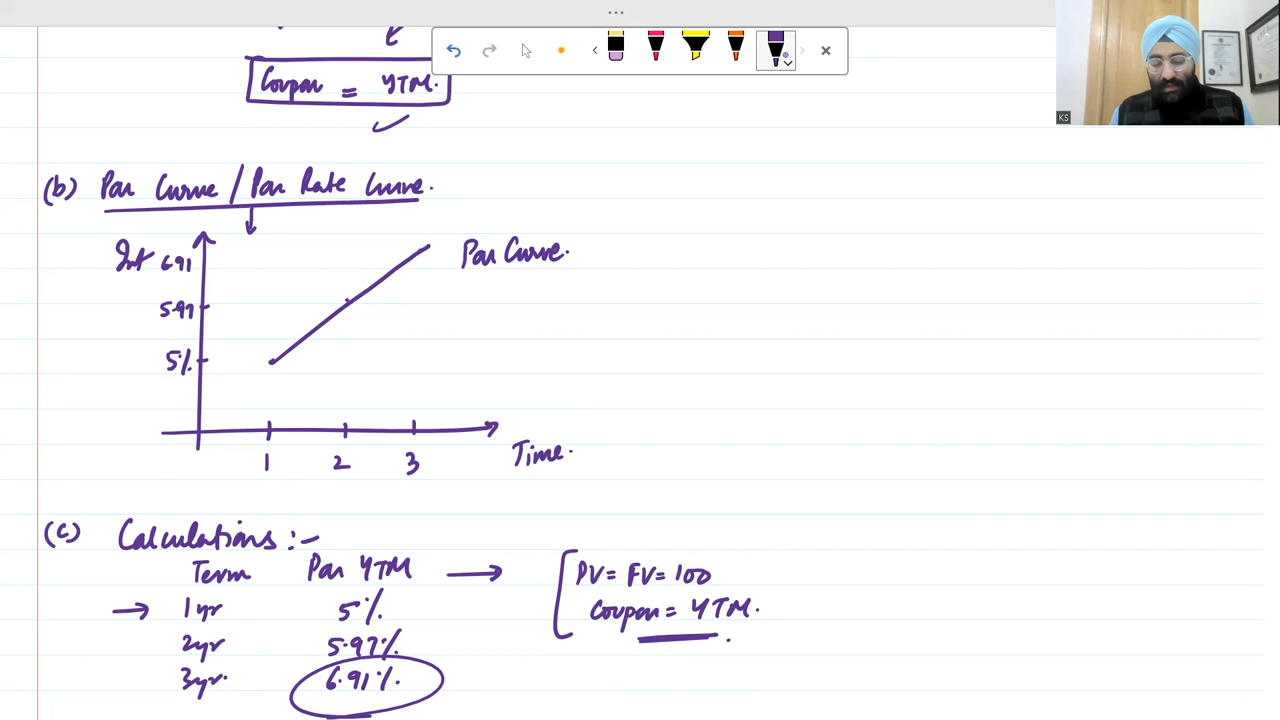 Coupon = YTM.
(b) Par Curve / Par Rate Curve.
Int 6.91
Par Curve.
5.97
5%
1 2 3
Time.
(c) Calculations :-
Term Par YTM
PV = FV = 100
1yr 5%
Coupon = YTM.
2yr 5.97%
3yr. 6.91%
KS